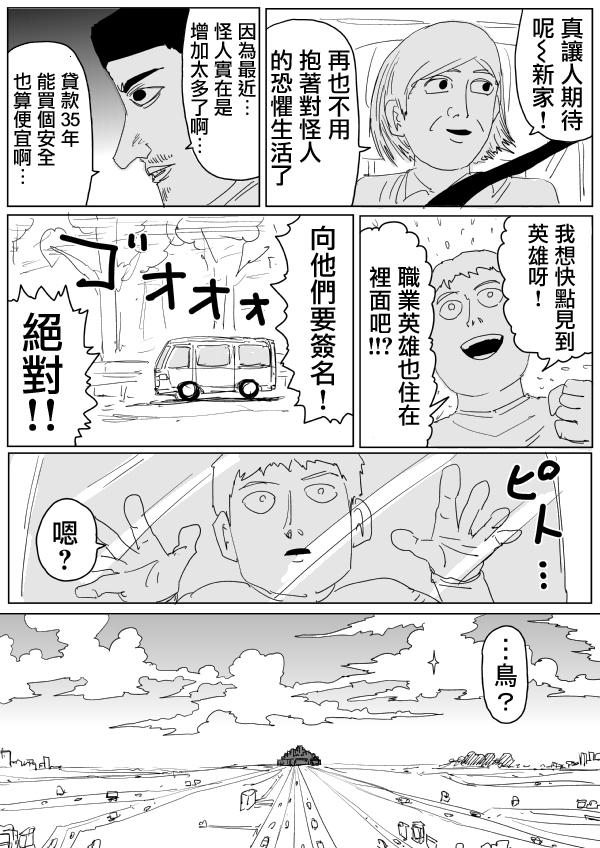 真讓人期待
呢～新家！
再也不用
抱著對怪人
的恐懼生活了
因為最近…
怪人實在是
增加太多了啊…
貸款35年
能買個安全
也算便宜啊…
我想快點見到
英雄呀！
職業英雄也住在
裡面吧!!?
向他們要簽名！
ゴオオオ
絕對!!
ピト…
嗯？
…鳥？